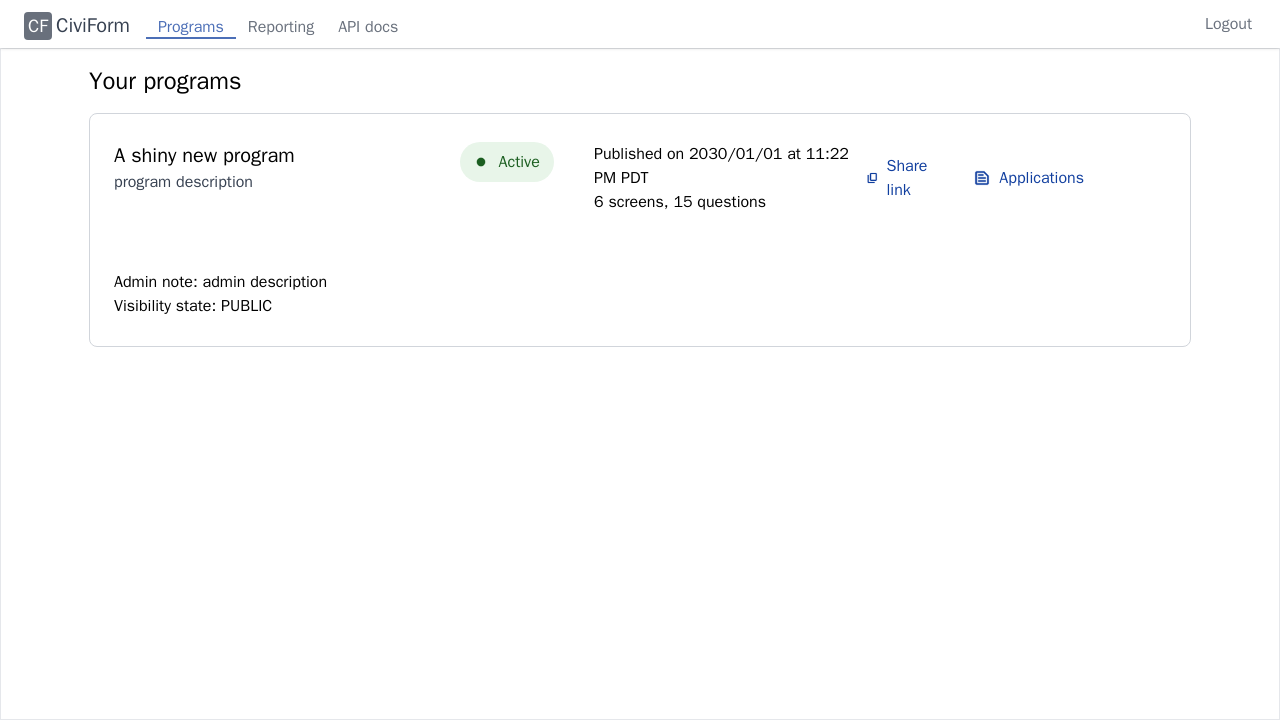 CF CiviForm Programs Reporting API docs Logout
Your programs
A shiny new program
program description
Active
Published on 2030/01/01 at 11:22
PM PDT
6 screens, 15 questions
Share
link
Applications
Admin note: admin description
Visibility state: PUBLIC